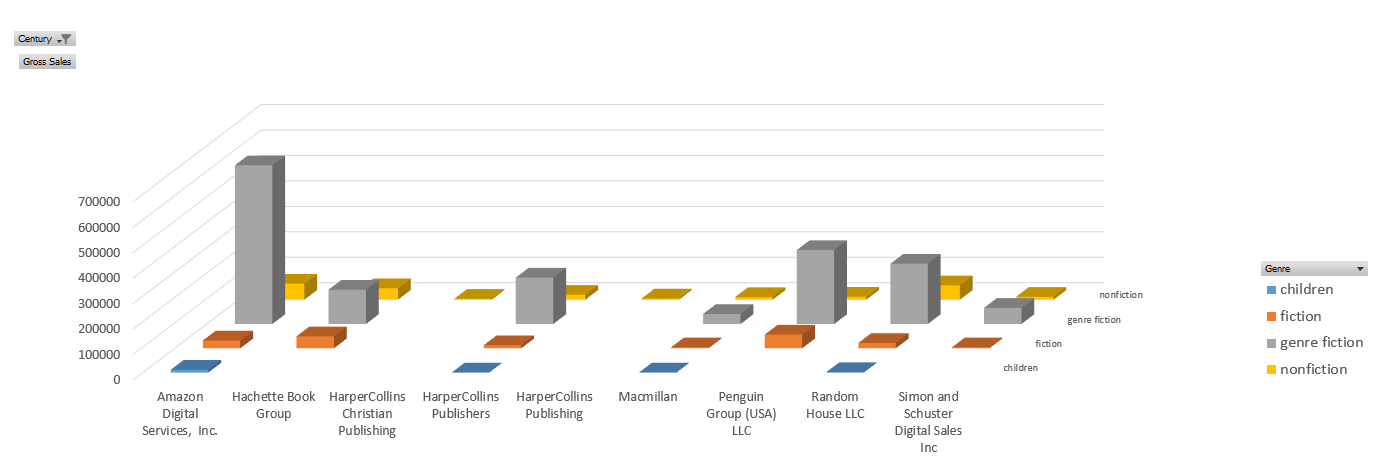 Century
Gross Sales
700000
600000
500000
400000
300000
200000
100000
0
nonfiction
genre fiction
fiction
children
Amazon
Digital
Services, Inc.
Hachette Book
Group
HarperCollins
Christian
Publishing
HarperCollins
Publishers
HarperCollins
Publishing
Macmillan
Penguin
Group (USA)
LLC
Random
House LLC
Simon and
Schuster
Digital Sales
Inc
Genre
children
fiction
genre fiction
nonfiction